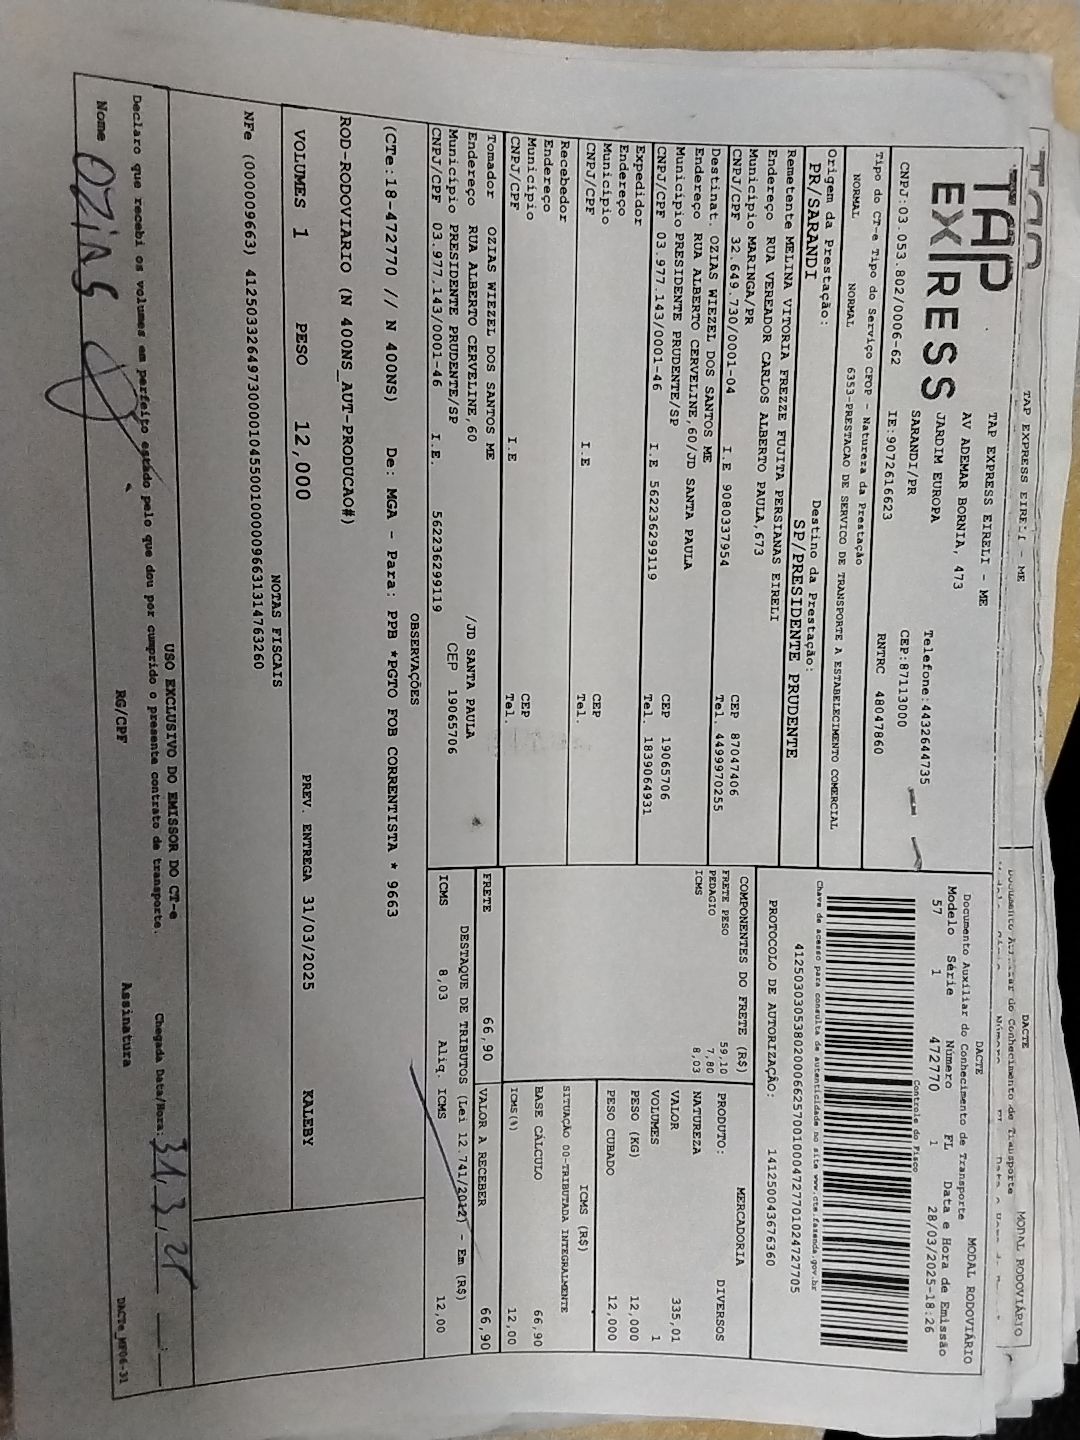 TAP EXPRESS EIRELI - ME
DACTE
MODAL RODOVIÁRIO
Documento Auxiliar do Conhecimento de Transporte
TAP EXPRESS
TAP EXPRESS EIRELI - ME
AV ADEMAR BORNIA, 473
JARDIM EUROPA
SARANDI/PR
Telefone:4432644735
CEP:87113000
CNPJ:03.053.802/0006-62
IE:9072616623
RNTRC 48047860
DACTE
MODAL RODOVIÁRIO
Documento Auxiliar do Conhecimento de Transporte
Modelo Série Número FL Data e Hora de Emissão
57 1 472770 1 28/03/2025-18:26
Controle do Fisco
Tipo do CT-e Tipo do Serviço CFOP - Natureza da Prestação
NORMAL NORMAL 6353-PRESTACAO DE SERVICO DE TRANSPORTE A ESTABELECIMENTO COMERCIAL
Chave de acesso para consulta de autenticidade no site www.cte.fazenda.gov.br
41250303053802000662570010004727701024727705
PROTOCOLO DE AUTORIZAÇÃO: 141250043676360
Origem da Prestação: Destino da Prestação:
PR/SARANDI SP/PRESIDENTE PRUDENTE
Remetente MELINA VITORIA FREZZE FUJITA PERSIANAS EIRELI
Endereço RUA VEREADOR CARLOS ALBERTO PAULA,673
Município MARINGA/PR CEP 87047406
CNPJ/CPF 32.649.730/0001-04 I.E 9080337954 Tel. 4499970255
Destinat. OZIAS WIEZEL DOS SANTOS ME
Endereço RUA ALBERTO CERVELINE,60/JD SANTA PAULA
Município PRESIDENTE PRUDENTE/SP CEP 19065706
CNPJ/CPF 03.977.143/0001-46 I.E 562236299119 Tel. 1839064931
Expedidor
Endereço
Município CEP
CNPJ/CPF I.E Tel.
Recebedor
Endereço
Município CEP
CNPJ/CPF I.E Tel.
Tomador OZIAS WIEZEL DOS SANTOS ME
Endereço RUA ALBERTO CERVELINE,60 /JD SANTA PAULA
Município PRESIDENTE PRUDENTE/SP CEP 19065706
CNPJ/CPF 03.977.143/0001-46 I.E. 562236299119
COMPONENTES DO FRETE (R$)
FRETE PESO 59,10
PEDAGIO 7,80
ICMS 8,03
FRETE 66,90
MERCADORIA
PRODUTO: DIVERSOS
NATUREZA
VALOR 335,01
VOLUMES 1
PESO (KG) 12,000
PESO CUBADO 12,000
ICMS (R$)
SITUAÇÃO 00-TRIBUTADA INTEGRALMENTE
BASE CÁLCULO 66,90
ICMS(%) 12,00
VALOR A RECEBER 66,90
DESTAQUE DE TRIBUTOS (Lei 12.741/2012) - Em (R$)
ICMS 8,03 Aliq. ICMS 12,00
OBSERVAÇÕES
(CTe:18-472770 // N 400NS) De: MGA - Para: PPB *PGTO FOB CORRENTISTA * 9663
ROD-RODOVIARIO (N 400NS_AUT-PRODUCAO#)
VOLUMES 1 PESO 12,000 PREV. ENTREGA 31/03/2025 KALEBY
NOTAS FISCAIS
NFe (000009663) 41250332649730000104550010000096631314763260
USO EXCLUSIVO DO EMISSOR DO CT-e
Declaro que recebi os volumes em perfeito estado pelo que dou por cumprido o presente contrato de transporte.
Chegada Data/Hora: 31, 3, 25
Nome OZIAS RG/CPF Assinatura
DACTe_MF06-31